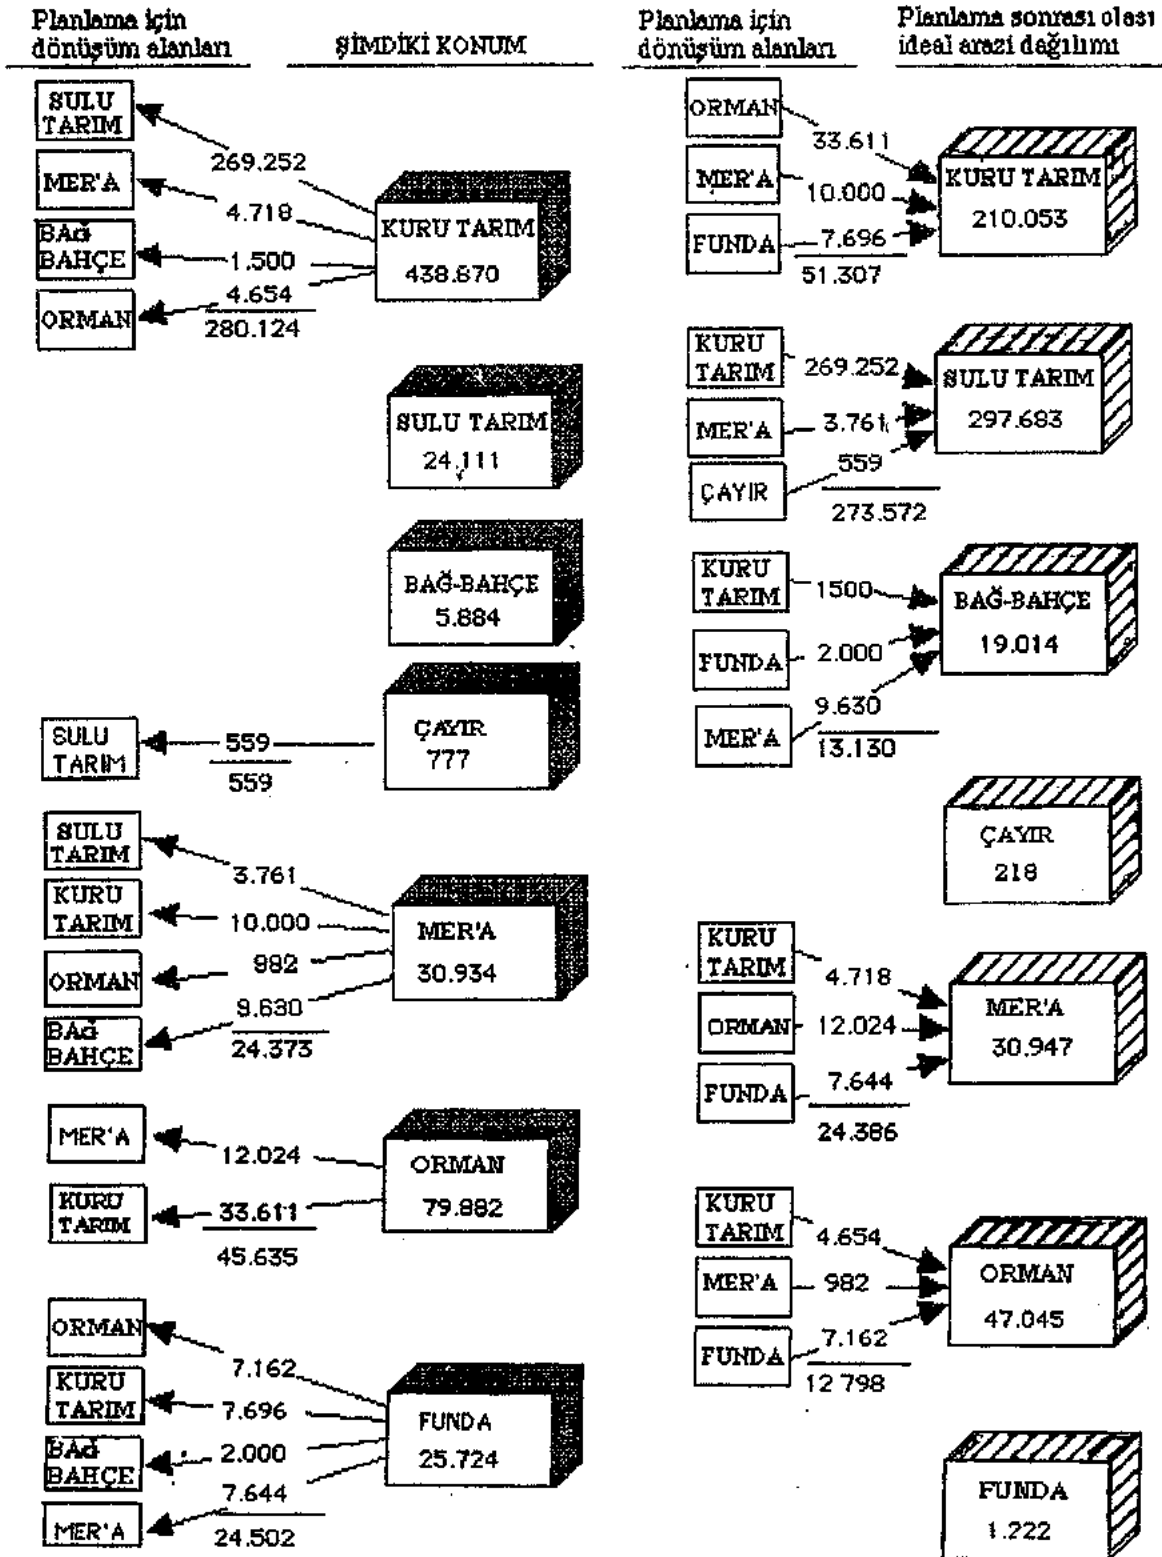 Planlama için
dönüşüm alanları
ŞİMDİKİ KONUM
SULU
TARIM
269.252
MER'A
4.718
BAĞ
BAHÇE
1.500
ORMAN
4.654
280.124
KURU TARIM
438.870
SULU TARIM
24.111
BAĞ-BAHÇE
5.884
SULU
TARIM
559
559
ÇAYIR
777
SULU
TARIM
3.761
KURU
TARIM
10.000
ORMAN
982
BAĞ
BAHÇE
9.630
24.373
MER'A
30.934
MER'A
12.024
KURU
TARIM
33.611
45.635
ORMAN
79.882
ORMAN
7.162
KURU
TARIM
7.696
BAĞ
BAHÇE
2.000
MER'A
7.644
24.502
FUNDA
25.724
Planlama için
dönüşüm alanları
Planlama sonrası olası
ideal arazi dağılımı
ORMAN
33.611
MER'A
10.000
FUNDA
7.696
51.307
KURU TARIM
210.053
KURU
TARIM
269.252
MER'A
3.761
ÇAYIR
559
273.572
SULU TARIM
297.683
KURU
TARIM
1500
FUNDA
2.000
MER'A
9.630
13.130
BAĞ-BAHÇE
19.014
ÇAYIR
218
KURU
TARIM
4.718
ORMAN
12.024
FUNDA
7.644
24.386
MER'A
30.947
KURU
TARIM
4.654
MER'A
982
FUNDA
7.162
12 798
ORMAN
47.045
FUNDA
1.222